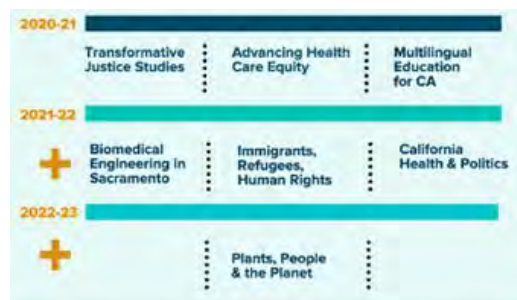 2020-21
Transformative
Justice Studies
Advancing Health
Care Equity
Multilingual
Education
for CA
2021-22
+
Biomedical
Engineering in
Sacramento
Immigrants,
Refugees,
Human Rights
California
Health & Politics
2022-23
+
Plants, People
& the Planet